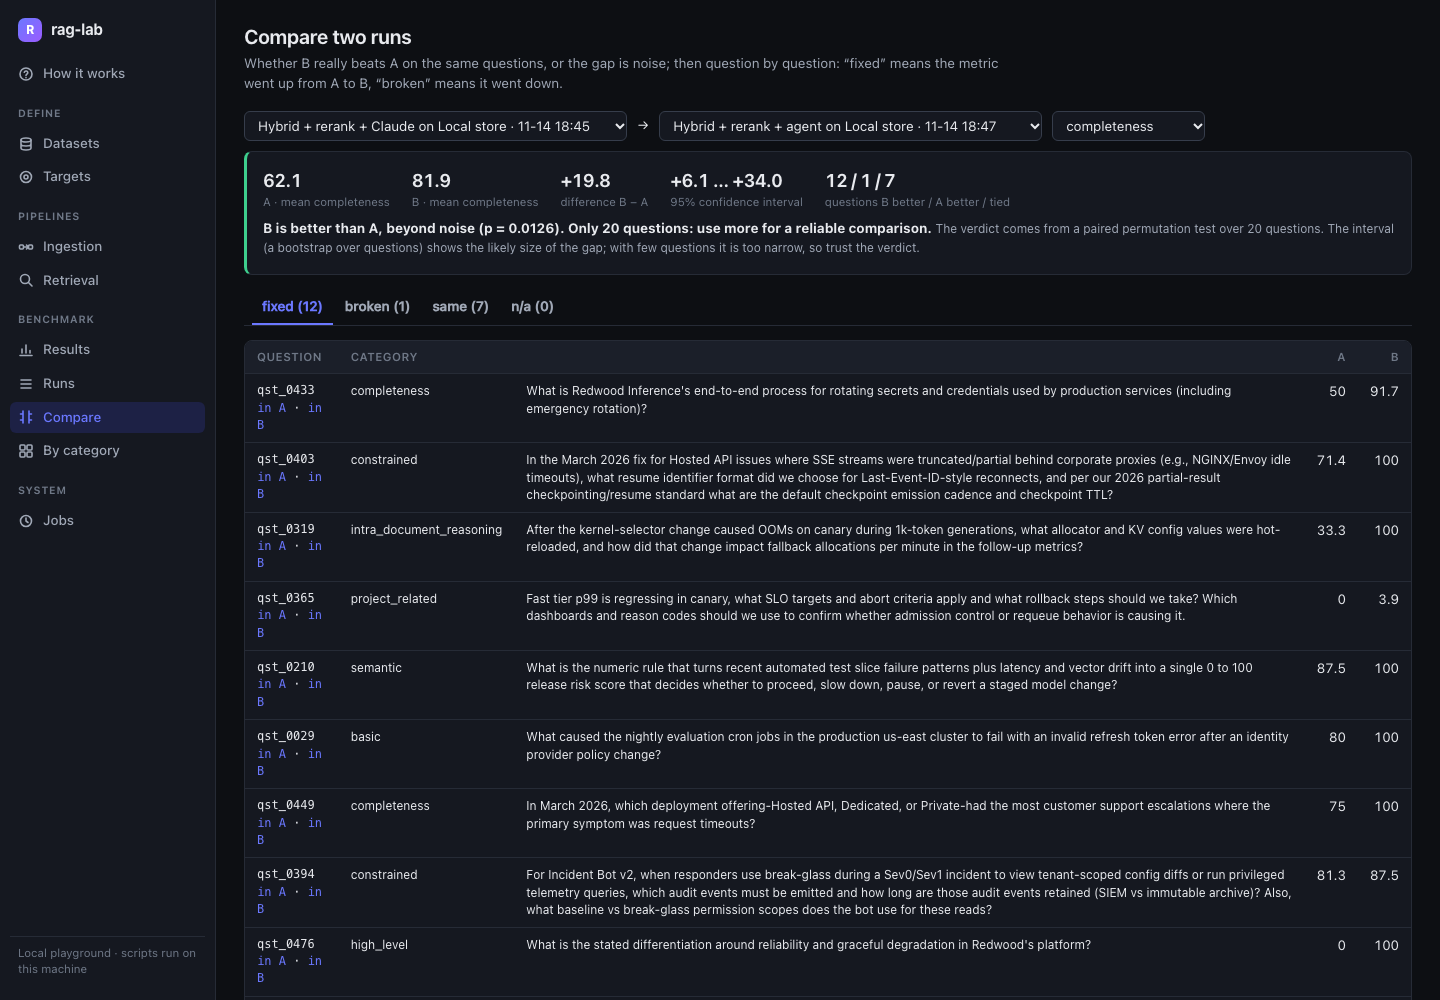 R rag-lab
How it works
DEFINE
Datasets
Targets
PIPELINES
Ingestion
Retrieval
BENCHMARK
Results
Runs
Compare
By category
SYSTEM
Jobs
Local playground · scripts run on
this machine
Compare two runs
Whether B really beats A on the same questions, or the gap is noise; then question by question: “fixed” means the metric
went up from A to B, “broken” means it went down.
Hybrid + rerank + Claude on Local store · 11-14 18:45 → Hybrid + rerank + agent on Local store · 11-14 18:47 completeness
62.1 81.9 +19.8 +6.1 … +34.0 12 / 1 / 7
A · mean completeness B · mean completeness difference B − A 95% confidence interval questions B better / A better / tied
B is better than A, beyond noise (p = 0.0126). Only 20 questions: use more for a reliable comparison. The verdict comes from a paired permutation test over 20 questions. The interval
(a bootstrap over questions) shows the likely size of the gap; with few questions it is too narrow, so trust the verdict.
fixed (12) broken (1) same (7) n/a (0)
QUESTION CATEGORY A B
qst_0433 completeness What is Redwood Inference's end-to-end process for rotating secrets and credentials used by production services (including 50 91.7
in A · in emergency rotation)?
B
qst_0403 constrained In the March 2026 fix for Hosted API issues where SSE streams were truncated/partial behind corporate proxies (e.g., NGINX/Envoy idle 71.4 100
in A · in timeouts), what resume identifier format did we choose for Last-Event-ID-style reconnects, and per our 2026 partial-result
B checkpointing/resume standard what are the default checkpoint emission cadence and checkpoint TTL?
qst_0319 intra_document_reasoning After the kernel-selector change caused OOMs on canary during 1k-token generations, what allocator and KV config values were hot- 33.3 100
in A · in reloaded, and how did that change impact fallback allocations per minute in the follow-up metrics?
B
qst_0365 project_related Fast tier p99 is regressing in canary, what SLO targets and abort criteria apply and what rollback steps should we take? Which 0 3.9
in A · in dashboards and reason codes should we use to confirm whether admission control or requeue behavior is causing it.
B
qst_0210 semantic What is the numeric rule that turns recent automated test slice failure patterns plus latency and vector drift into a single 0 to 100 87.5 100
in A · in release risk score that decides whether to proceed, slow down, pause, or revert a staged model change?
B
qst_0029 basic What caused the nightly evaluation cron jobs in the production us-east cluster to fail with an invalid refresh token error after an identity 80 100
in A · in provider policy change?
B
qst_0449 completeness In March 2026, which deployment offering-Hosted API, Dedicated, or Private-had the most customer support escalations where the 75 100
in A · in primary symptom was request timeouts?
B
qst_0394 constrained For Incident Bot v2, when responders use break-glass during a Sev0/Sev1 incident to view tenant-scoped config diffs or run privileged 81.3 87.5
in A · in telemetry queries, which audit events must be emitted and how long are those audit events retained (SIEM vs immutable archive)? Also,
B what baseline vs break-glass permission scopes does the bot use for these reads?
qst_0476 high_level What is the stated differentiation around reliability and graceful degradation in Redwood's platform? 0 100
in A · in
B